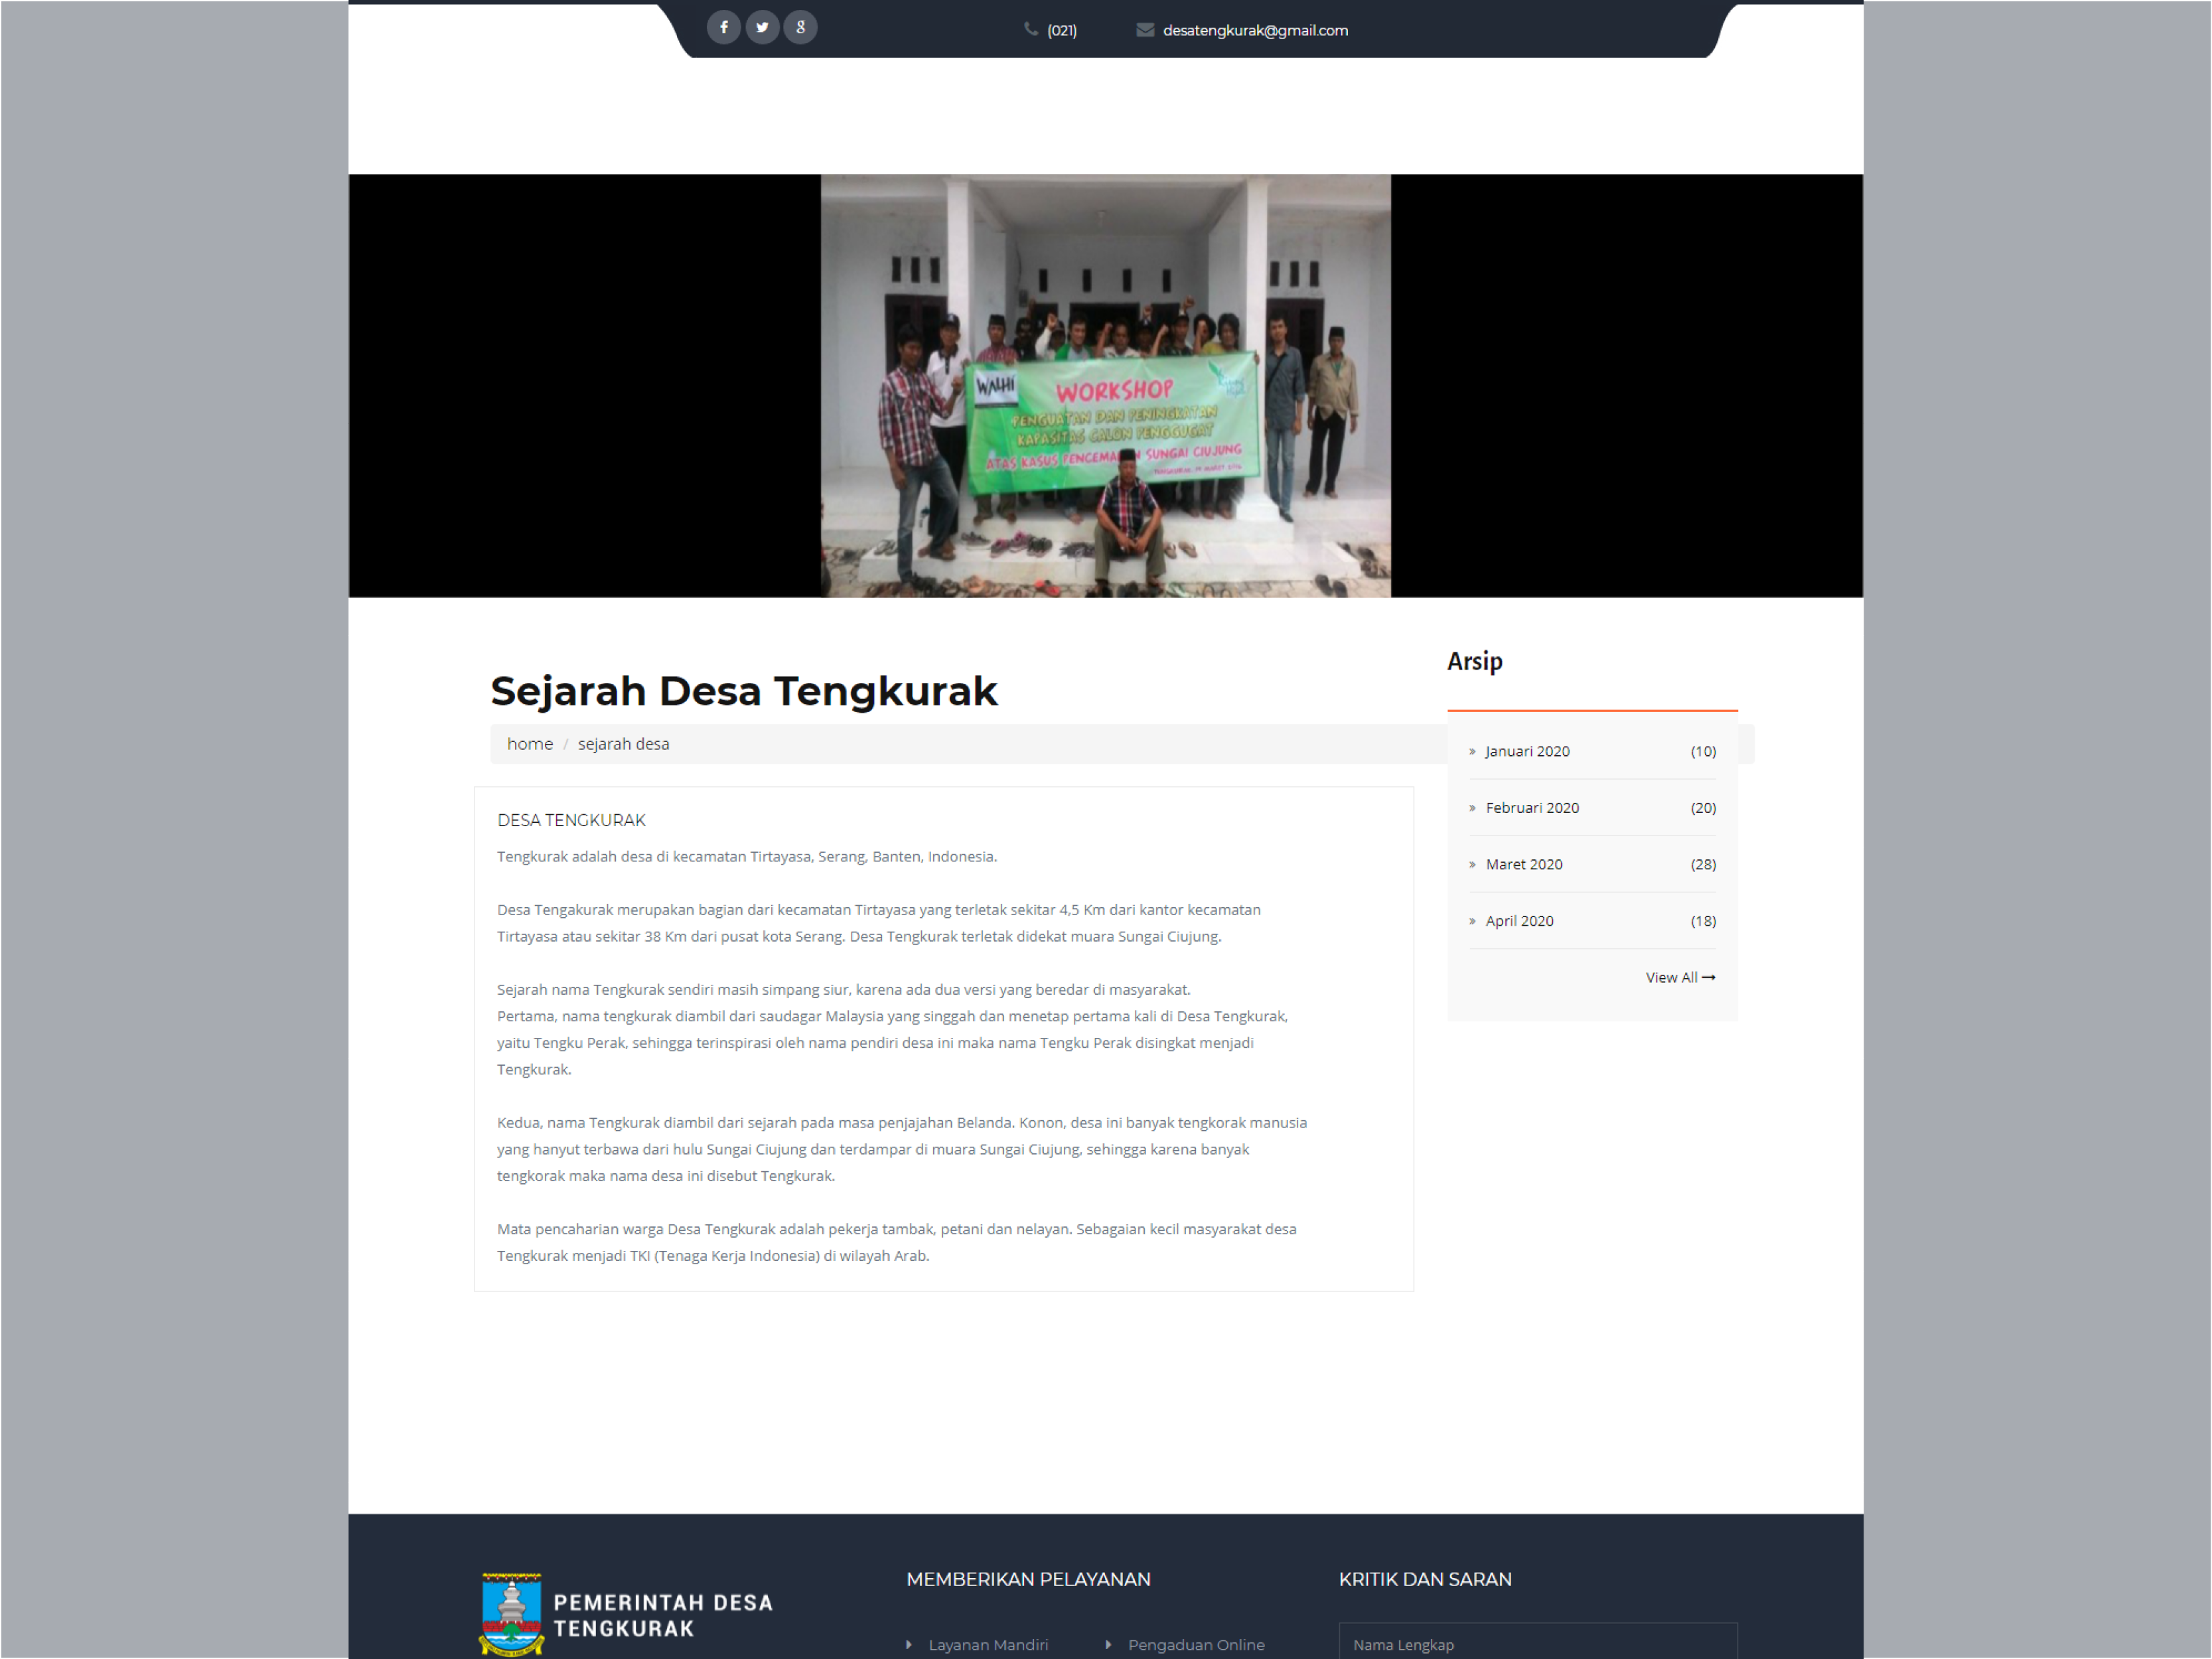 (021)
desatengkurak@gmail.com
WALHI
WORKSHOP
PENGUATAN DAN PENINGKATAN
KAPASITAS CALON PENGGUGAT
ATAS KASUS SUNGAI CIUJUNG
Arsip
Sejarah Desa Tengkurak
home / sejarah desa
» Januari 2020 (10)
» Februari 2020 (20)
» Maret 2020 (28)
» April 2020 (18)
View All →
DESA TENGKURAK
Tengkurak adalah desa di kecamatan Tirtayasa, Serang, Banten, Indonesia.
Desa Tengakurak merupakan bagian dari kecamatan Tirtayasa yang terletak sekitar 4,5 Km dari kantor kecamatan
Tirtayasa atau sekitar 38 Km dari pusat kota Serang. Desa Tengkurak terletak didekat muara Sungai Ciujung.
Sejarah nama Tengkurak sendiri masih simpang siur, karena ada dua versi yang beredar di masyarakat.
Pertama, nama tengkurak diambil dari saudagar Malaysia yang singgah dan menetap pertama kali di Desa Tengkurak,
yaitu Tengku Perak, sehingga terinspirasi oleh nama pendiri desa ini maka nama Tengku Perak disingkat menjadi
Tengkurak.
Kedua, nama Tengkurak diambil dari sejarah pada masa penjajahan Belanda. Konon, desa ini banyak tengkorak manusia
yang hanyut terbawa dari hulu Sungai Ciujung dan terdampar di muara Sungai Ciujung, sehingga karena banyak
tengkorak maka nama desa ini disebut Tengkurak.
Mata pencaharian warga Desa Tengkurak adalah pekerja tambak, petani dan nelayan. Sebagaian kecil masyarakat desa
Tengkurak menjadi TKI (Tenaga Kerja Indonesia) di wilayah Arab.
PEMERINTAH DESA
TENGKURAK
MEMBERIKAN PELAYANAN
Layanan Mandiri
Pengaduan Online
KRITIK DAN SARAN
Nama Lengkap